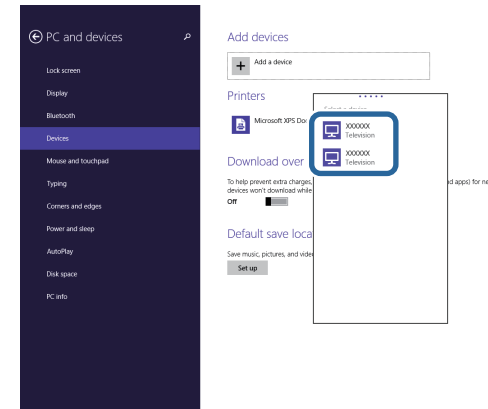 PC and devices
Lock screen
Display
Bluetooth
Devices
Mouse and touchpad
Typing
Corners and edges
Power and sleep
AutoPlay
Disk space
PC info
Add devices
Add a device
Printers
Microsoft XPS Do
Download over
To help prevent extra charges,
devices won't download while
d apps) for ne
Off
Default save loca
Save music, pictures, and vide
Set up
XXXXXX
Television
XXXXXX
Television